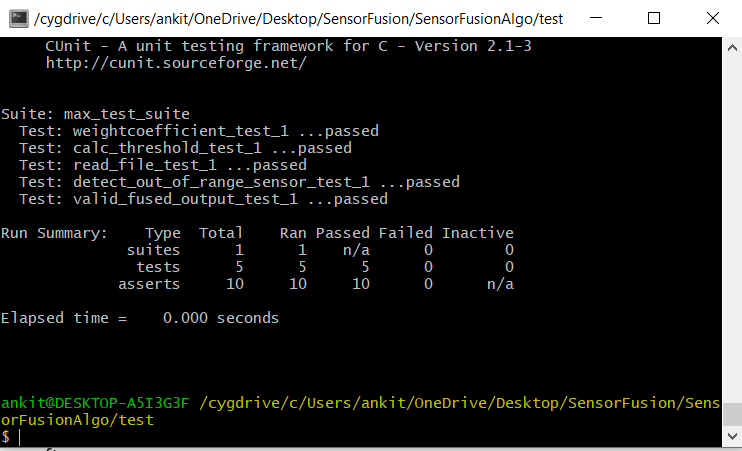 /cygdrive/c/Users/ankit/OneDrive/Desktop/SensorFusion/SensorFusionAlgo/test
CUnit - A unit testing framework for C - Version 2.1-3
http://cunit.sourceforge.net/
Suite: max_test_suite
Test: weightcoefficient_test_1 ...passed
Test: calc_threshold_test_1 ...passed
Test: read_file_test_1 ...passed
Test: detect_out_of_range_sensor_test_1 ...passed
Test: valid_fused_output_test_1 ...passed
Run Summary:    Type  Total    Ran Passed Failed Inactive
              suites      1      1    n/a      0        0
               tests      5      5      5      0        0
             asserts     10     10     10      0      n/a
Elapsed time =    0.000 seconds
ankit@DESKTOP-A5I3G3F /cygdrive/c/Users/ankit/OneDrive/Desktop/SensorFusion/Sens
orFusionAlgo/test
$